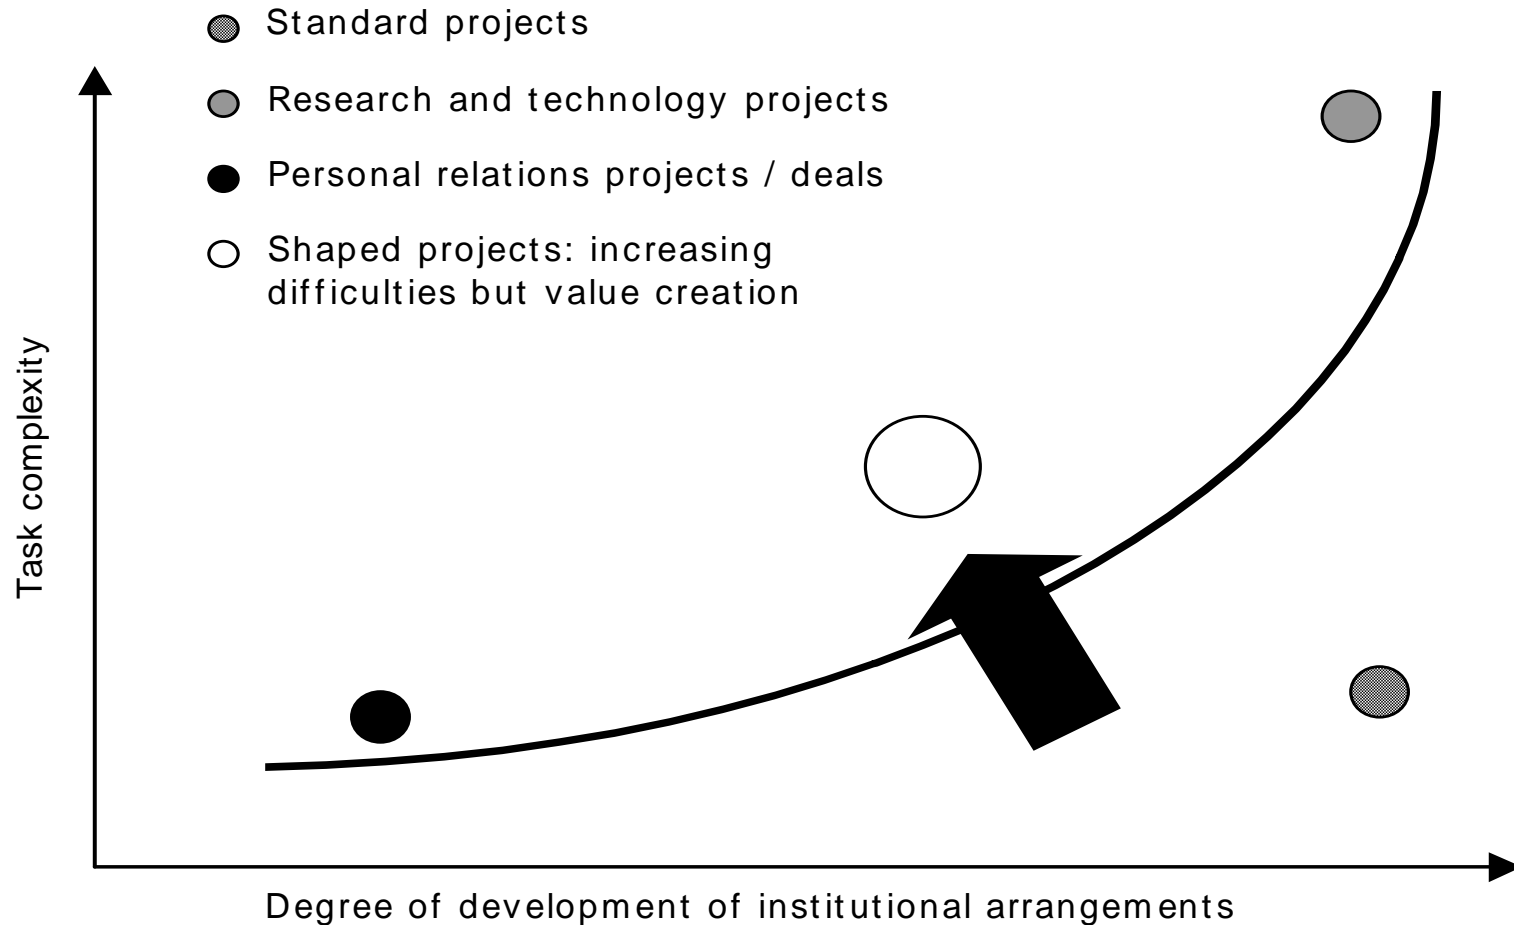 Standard projects
Research and technology projects
Personal relations projects / deals
Shaped projects: increasing
difficulties but value creation
Task complexity
Degree of development of institutional arrangements